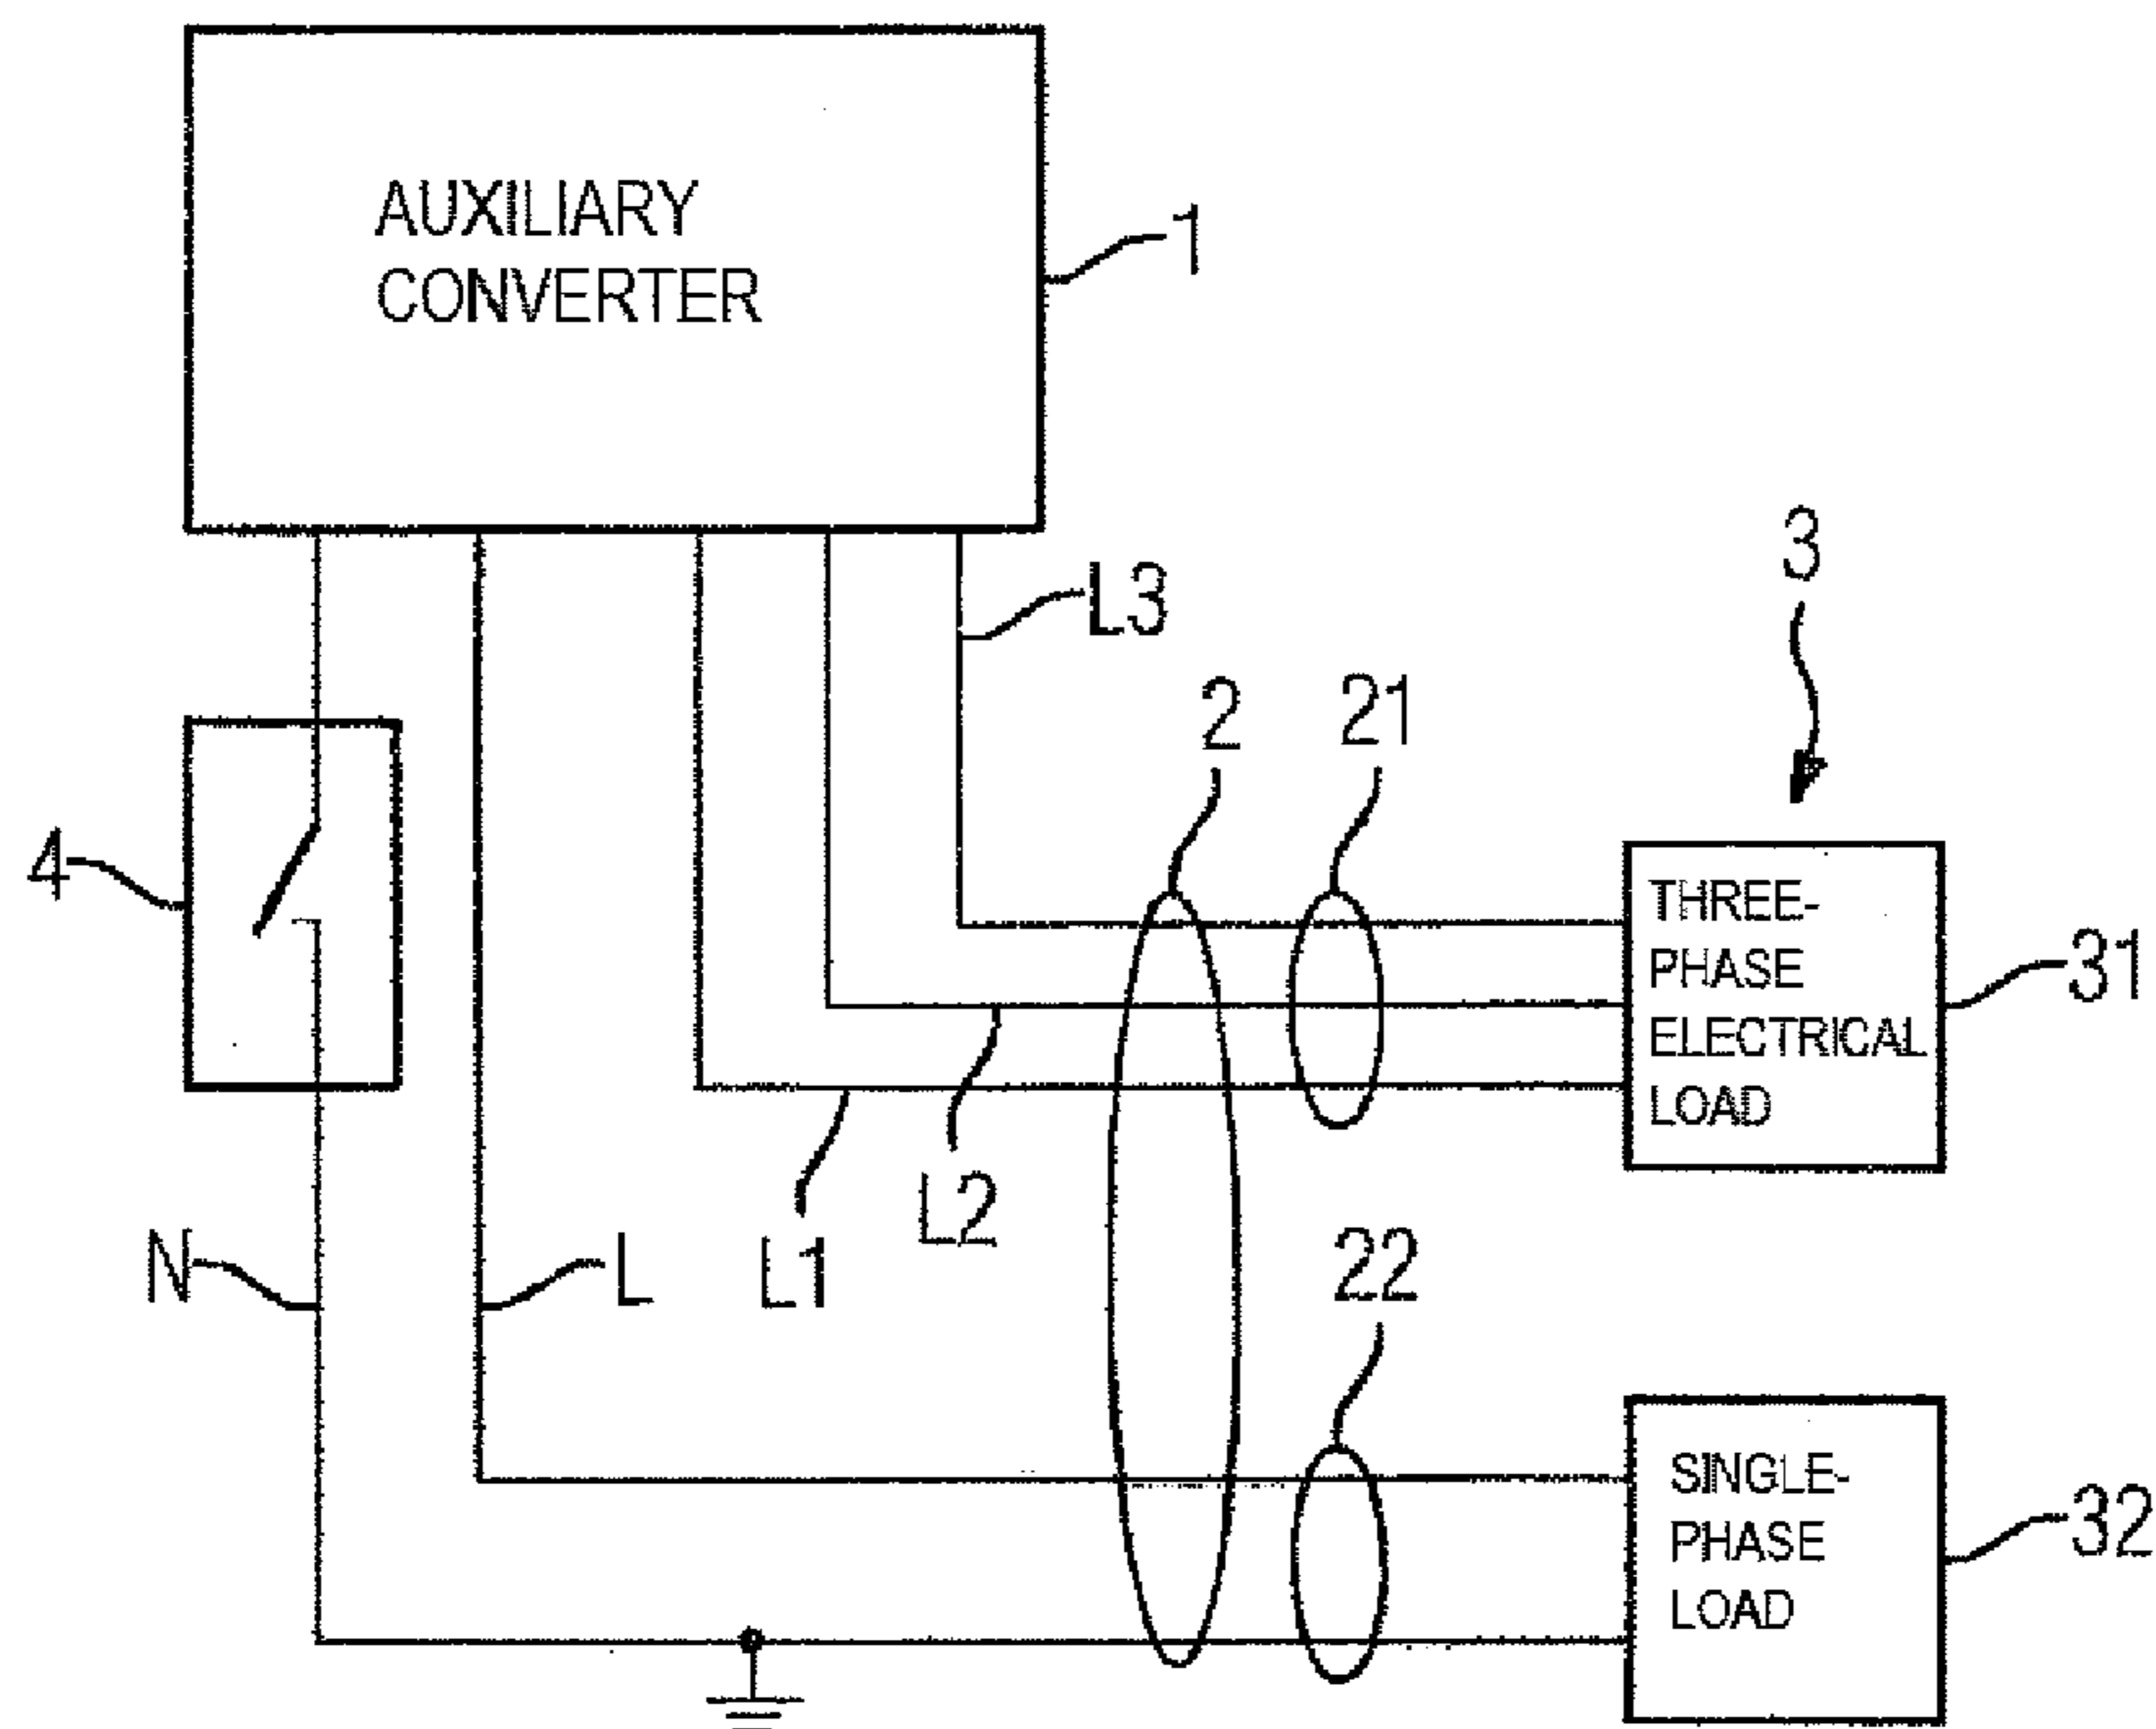 AUXILIARY
CONVERTER
1
L3
3
2
21
4
THREE-
PHASE
ELECTRICAL
LOAD
31
L2
L1
N
L
22
SINGLE-
PHASE
LOAD
32